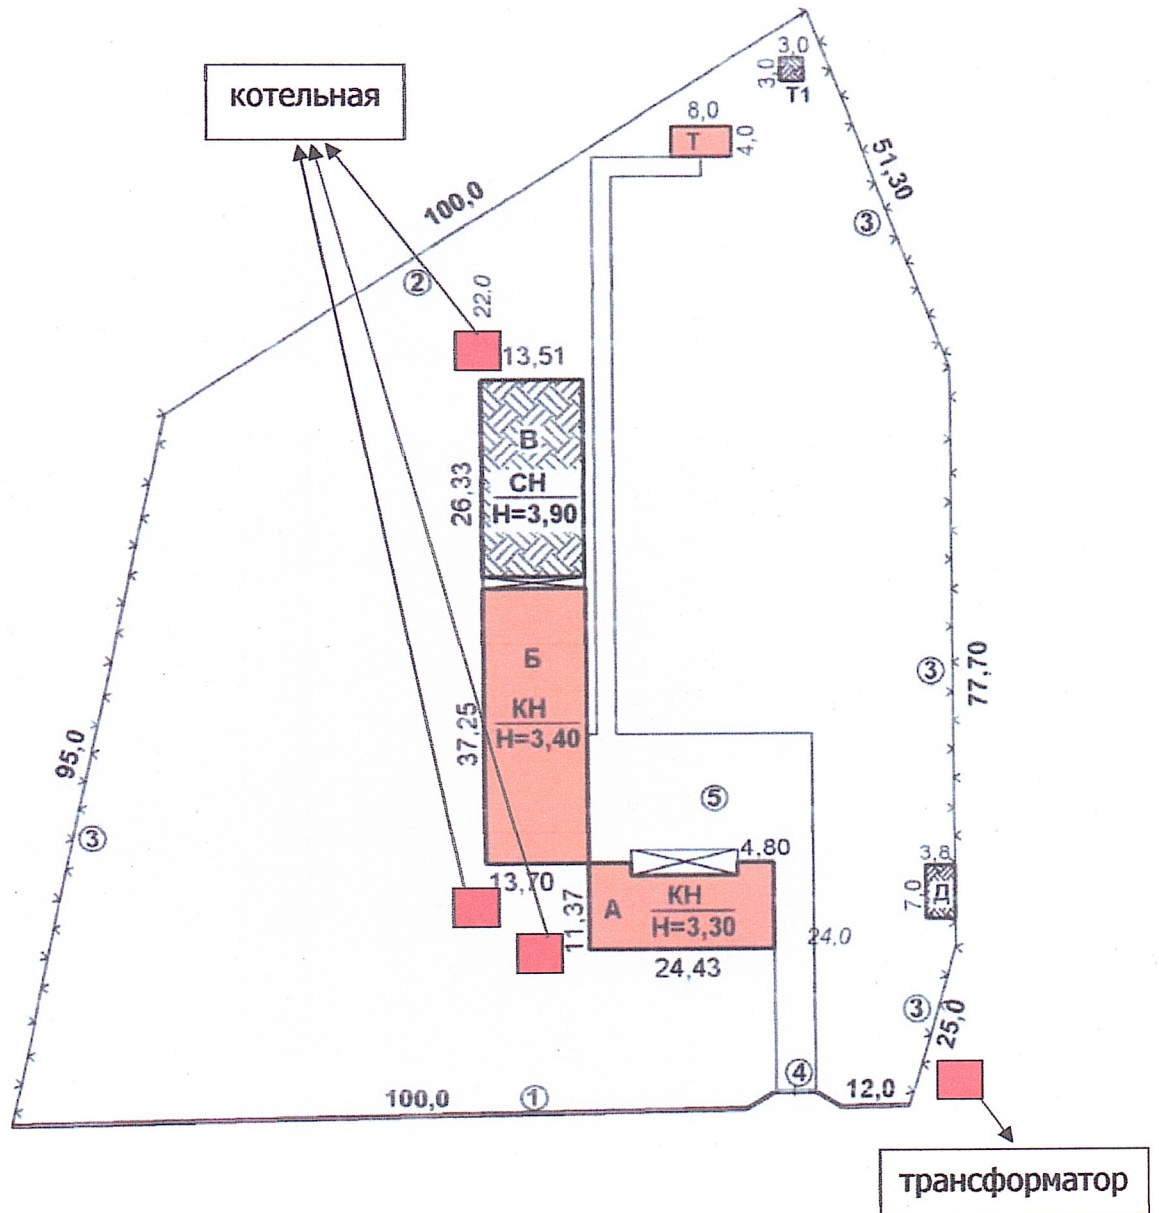 3,0
3,0
Т1
котельная
8,0
Т
4,0
51,30
100,0
3
2
22,0
13,51
В
СН
Н=3,90
26,33
Б
КН
Н=3,40
37,25
3
77,70
95,0
3
5
4,80
3,8
7,0
Д
13,70
11,37
А
КН
Н=3,30
24,0
24,43
3
25,0
4
12,0
100,0
1
трансформатор